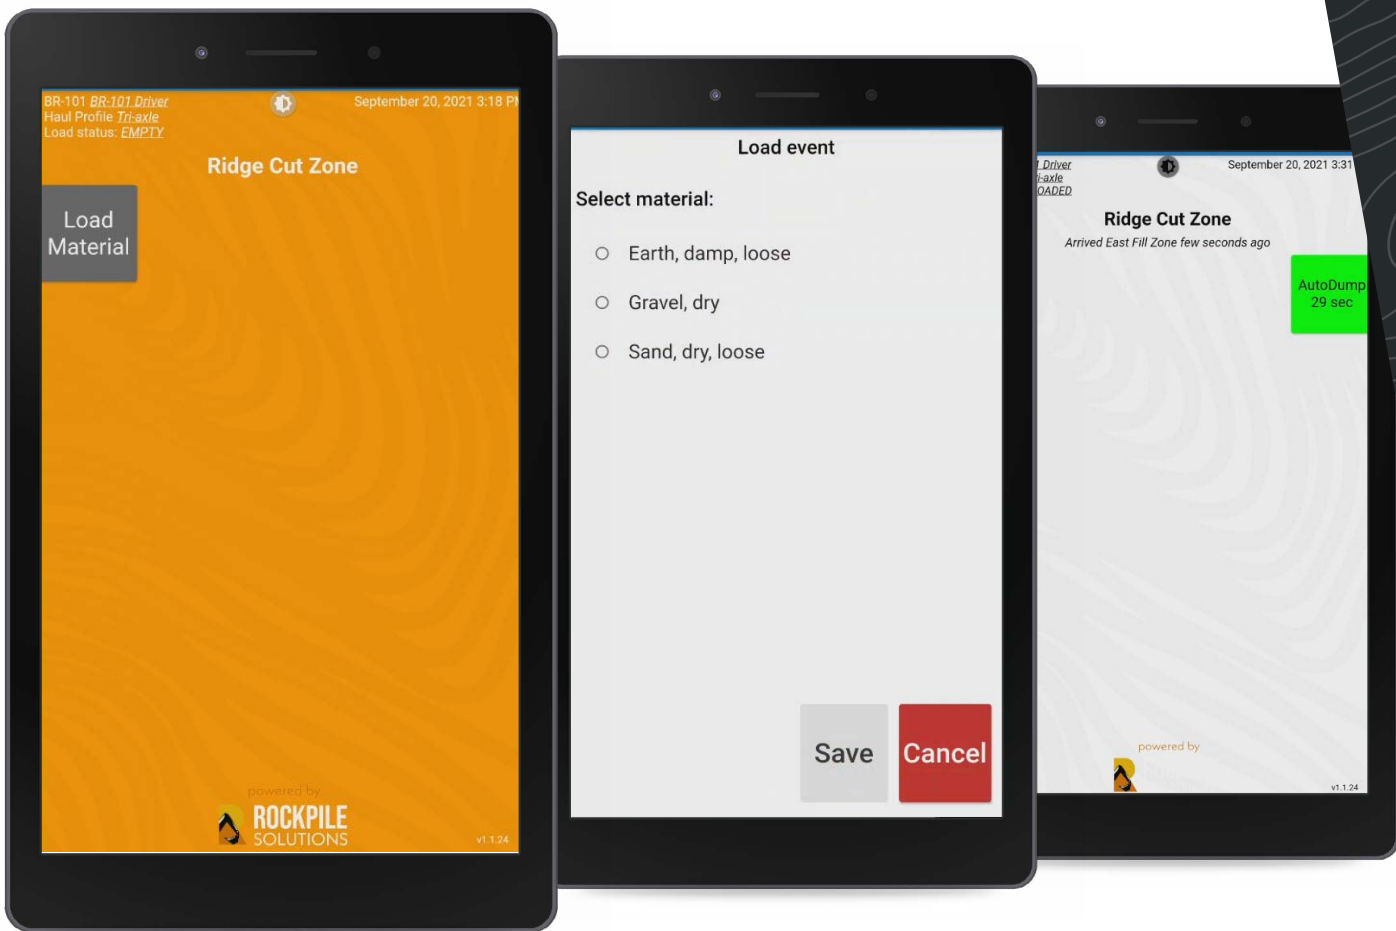 BR-101 BR-101 Driver
Haul Profile Tri-axle
Load status: EMPTY
September 20, 2021 3:18 PM
Ridge Cut Zone
Load
Material
powered by
ROCKPILE
SOLUTIONS
v1.1.24
Load event
Select material:
Earth, damp, loose
Gravel, dry
Sand, dry, loose
Save
Cancel
Driver
i-axle
OADED
September 20, 2021 3:31
Ridge Cut Zone
Arrived East Fill Zone few seconds ago
AutoDump
29 sec
powered by
v1.1.24